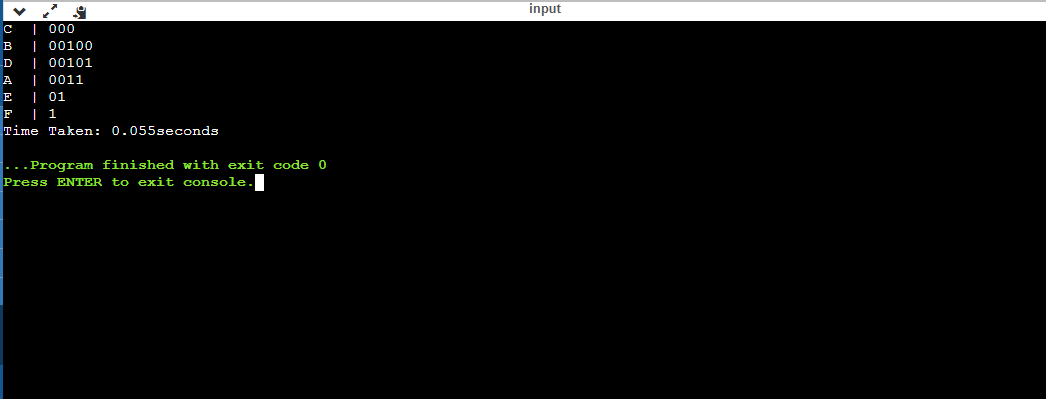 input
C  | 000
B  | 00100
D  | 00101
A  | 0011
E  | 01
F  | 1
Time Taken: 0.055seconds
...Program finished with exit code 0
Press ENTER to exit console.